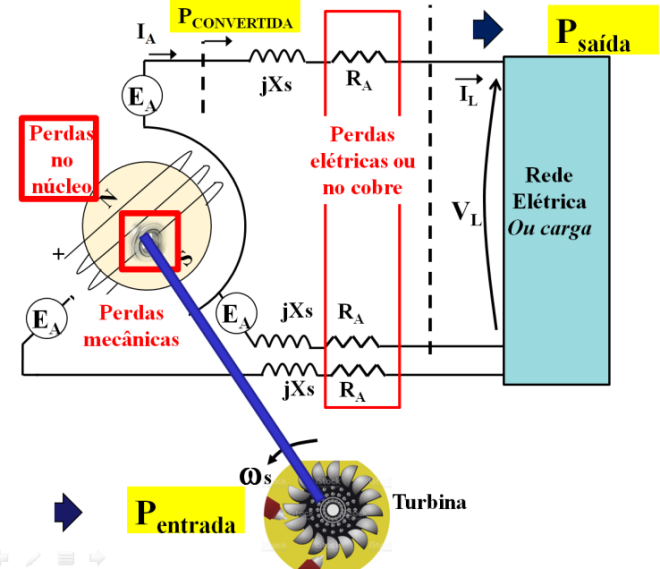 P_CONVERTIDA
P_saída
I_A
jXs
R_A
I_L
E_A
Perdas
no
núcleo
N
Perdas
elétricas ou
no cobre
Rede
Elétrica
Ou carga
V_L
+
S
E_A
Perdas
mecânicas
E_A
jXs
R_A
jXs
R_A
ωs
P_entrada
Turbina